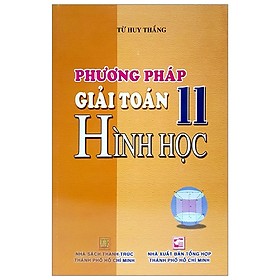 TỪ HUY THẮNG
PHƯƠNG PHÁP
GIẢI TOÁN 11
HÌNH HỌC
NHÀ SÁCH THANH TRÚC
THÀNH PHỐ HỒ CHÍ MINH
NHÀ XUẤT BẢN TỔNG HỢP
THÀNH PHỐ HỒ CHÍ MINH